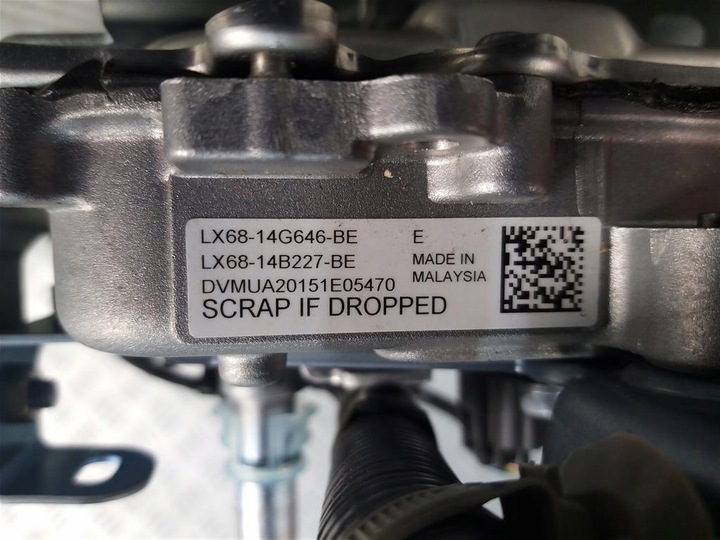 LX68-14G646-BE E
LX68-14B227-BE MADE IN
DVMUA20151E05470 MALAYSIA
SCRAP IF DROPPED